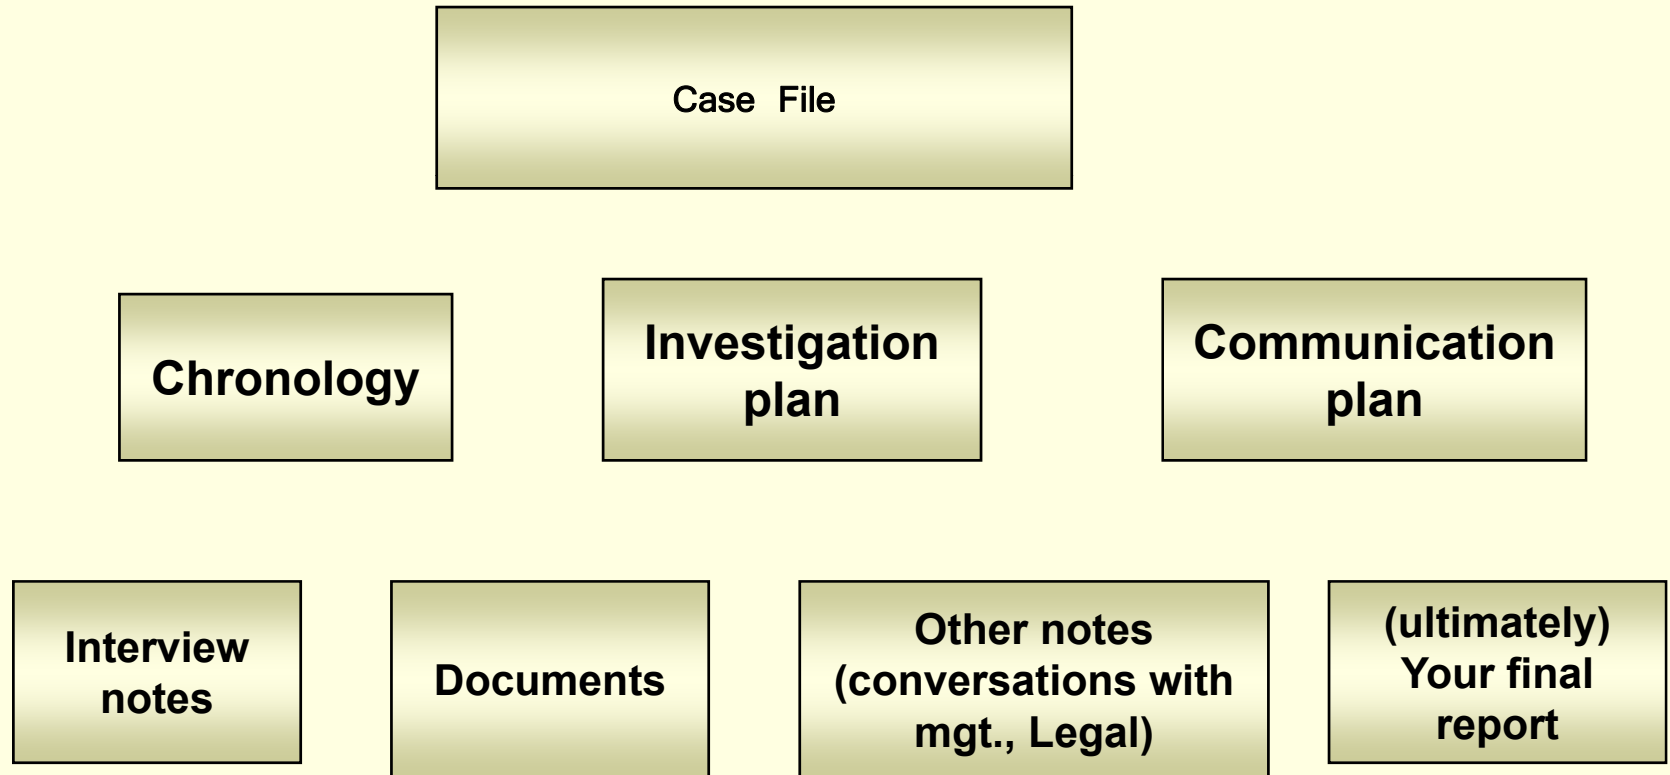 Case File
Chronology
Investigation
plan
Communication
plan
Interview
notes
Documents
Other notes
(conversations with
mgt., Legal)
(ultimately)
Your final
report